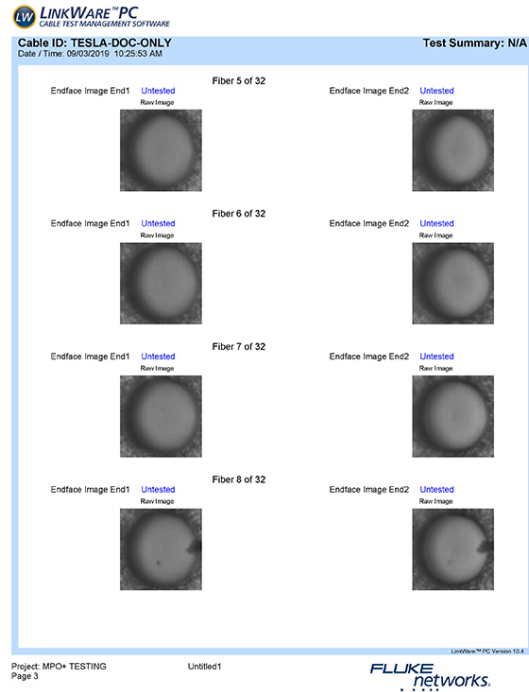 LW LINKWARE™PC
CABLE TEST MANAGEMENT SOFTWARE
Cable ID: TESLA-DOC-ONLY Test Summary: N/A
Date / Time: 09/03/2019 10:25:53 AM
Fiber 5 of 32
Endface Image End1 Untested Endface Image End2 Untested
Raw Image Raw Image
Fiber 6 of 32
Endface Image End1 Untested Endface Image End2 Untested
Raw Image Raw Image
Fiber 7 of 32
Endface Image End1 Untested Endface Image End2 Untested
Raw Image Raw Image
Fiber 8 of 32
Endface Image End1 Untested Endface Image End2 Untested
Raw Image Raw Image
LinkWare™ PC Version 10.4
Project: MPO+ TESTING Untitled1
Page 3
FLUKE
networks.